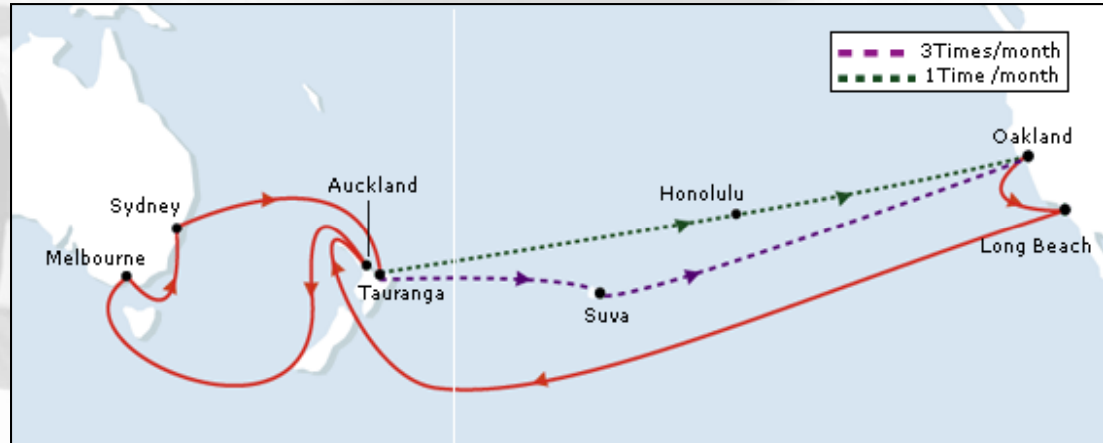 3Times/month
1Time /month
Oakland
Auckland
Honolulu
Sydney
Long Beach
Melbourne
Tauranga
Suva